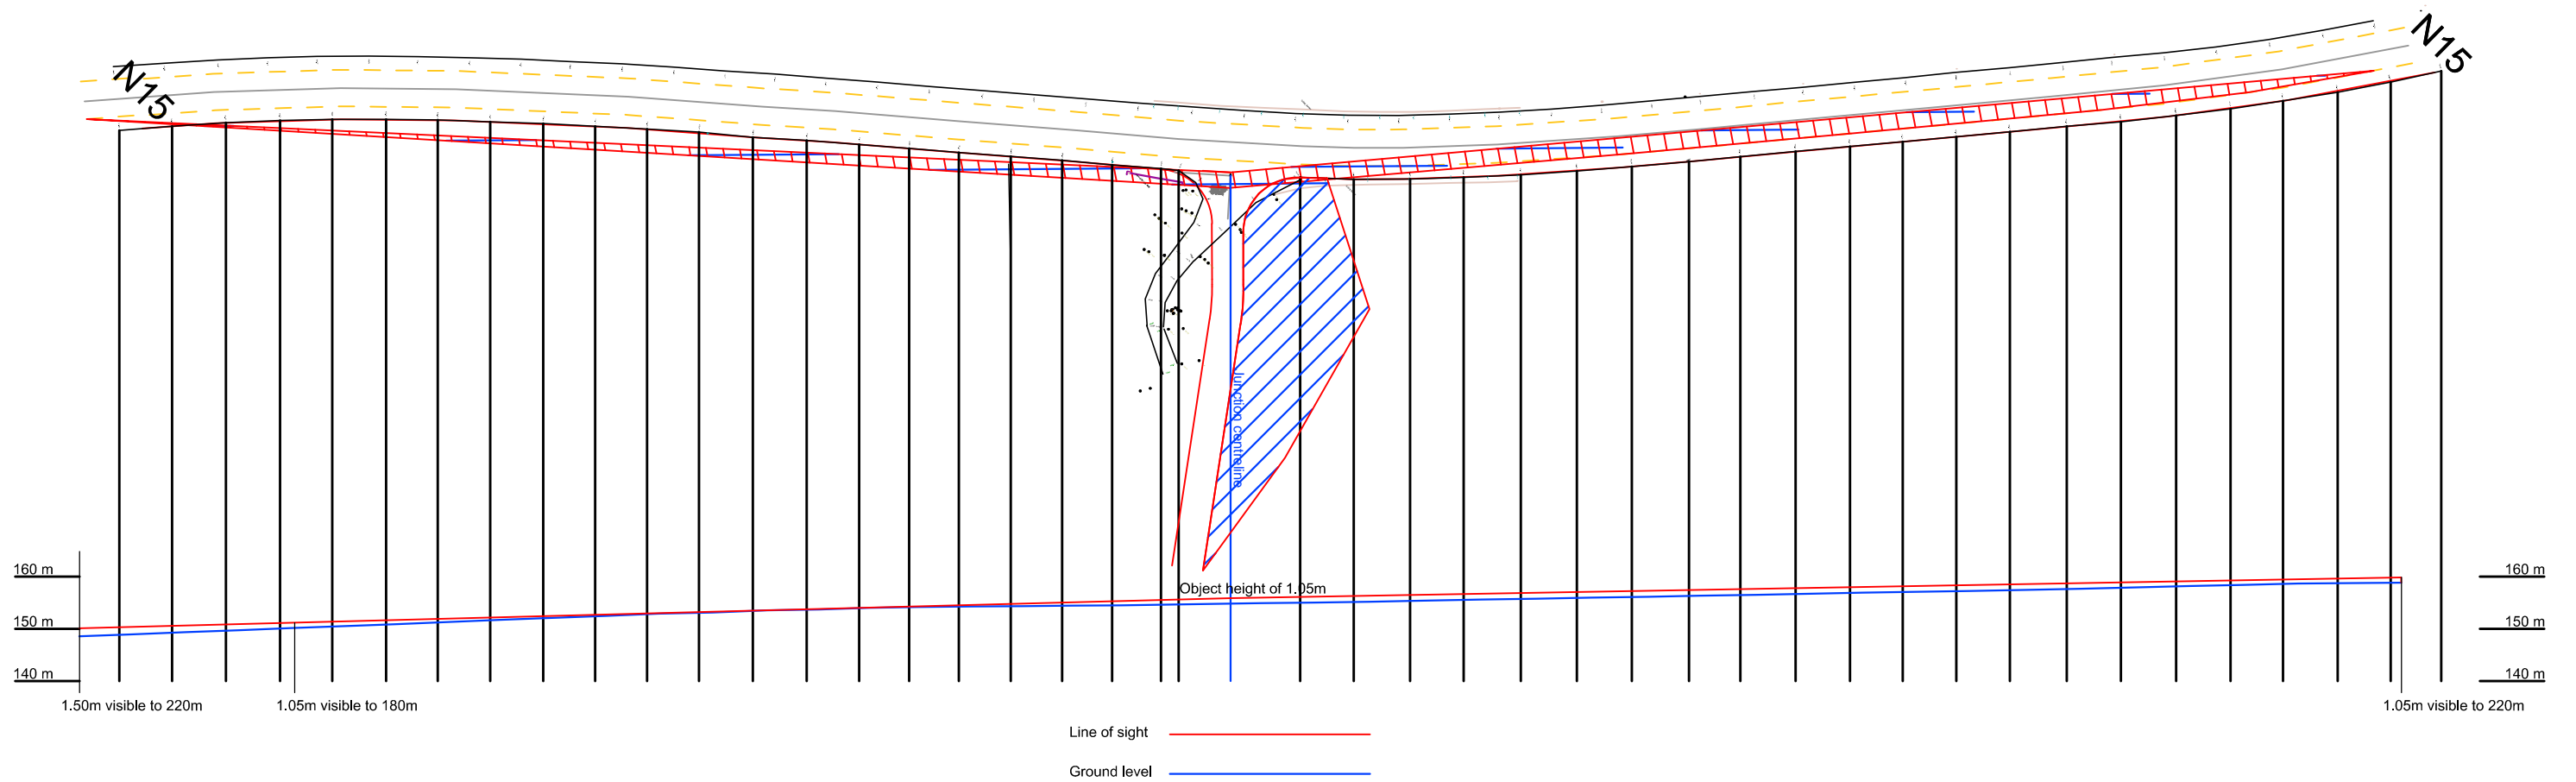 N15
N15
Junction centreline
160 m
160 m
Object height of 1.05m
150 m
150 m
140 m
140 m
1.50m visible to 220m
1.05m visible to 180m
1.05m visible to 220m
Line of sight
Ground level